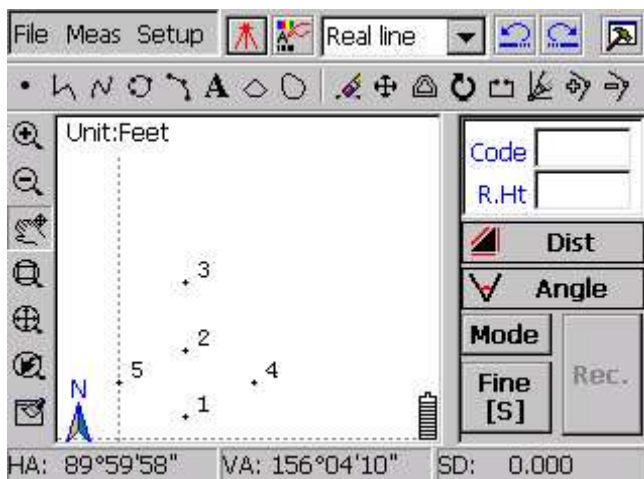 File Meas Setup Real line
A
Unit:Feet
Code
R.Ht
Dist
3
Angle
2
Mode
5 4
Rec.
N
Fine
[S]
1
HA: 89°59'58" VA: 156°04'10" SD: 0.000